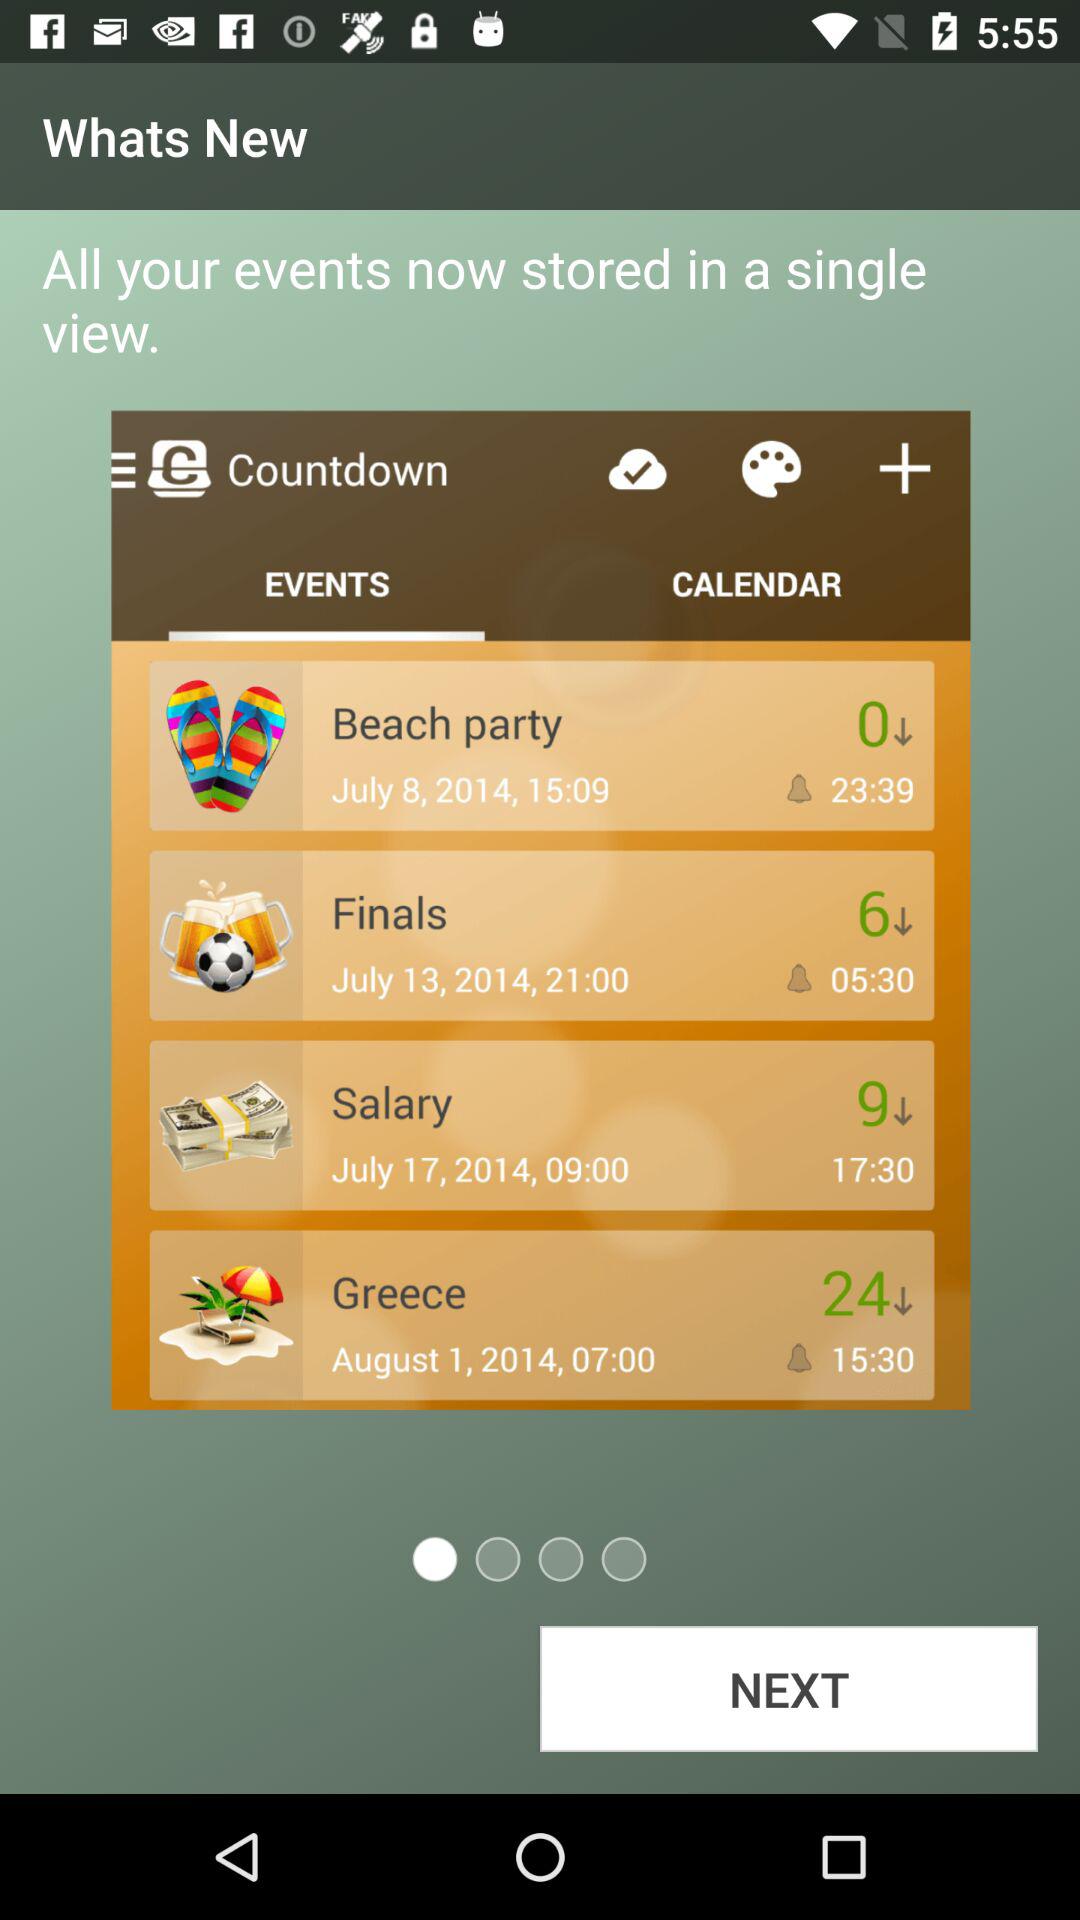 FAKE
5:55
Whats New
All your events now stored in a single
view.
Countdown
EVENTS
CALENDAR
Beach party
0↓
July 8, 2014, 15:09
23:39
Finals
6↓
July 13, 2014, 21:00
05:30
Salary
9↓
July 17, 2014, 09:00
17:30
Greece
24↓
August 1, 2014, 07:00
15:30
NEXT